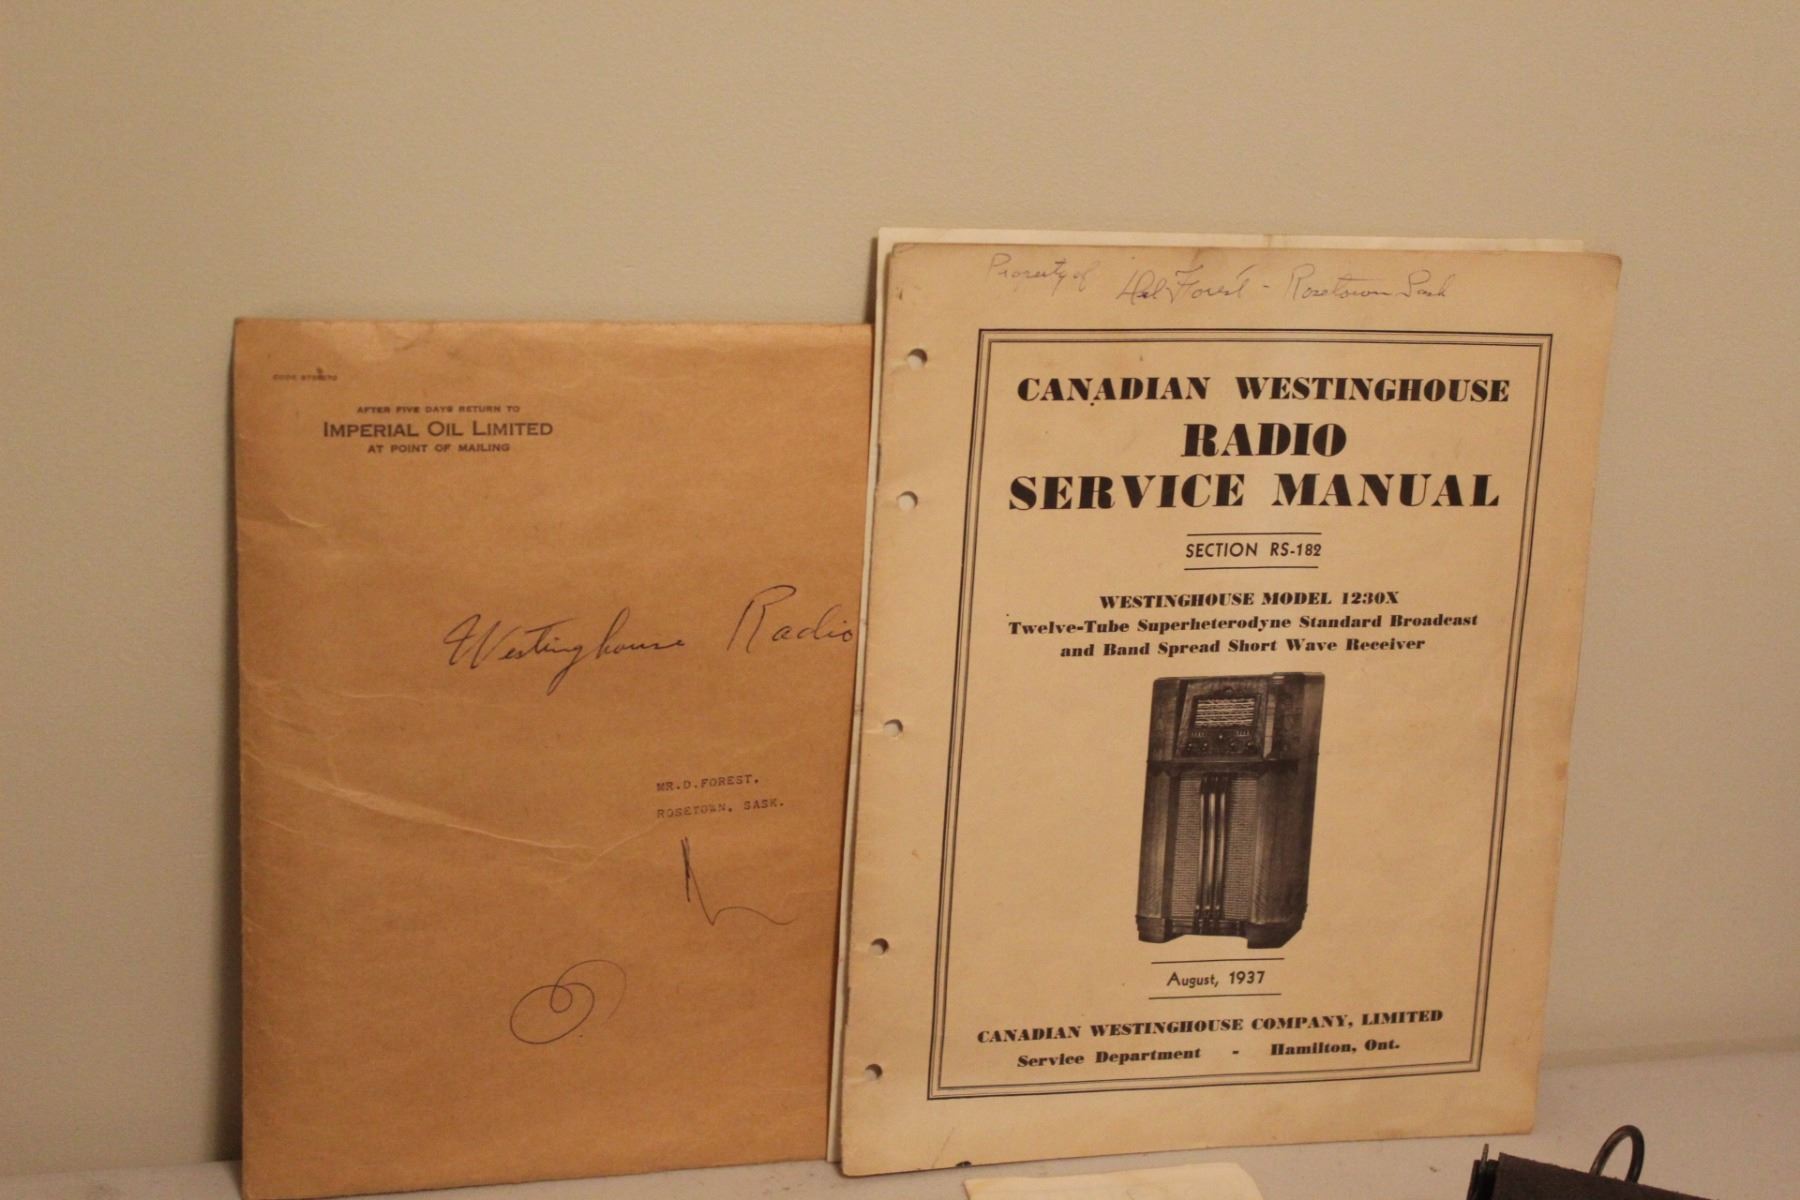 AFTER FIVE DAYS RETURN TO
IMPERIAL OIL LIMITED
AT POINT OF MAILING
Westinghouse Radio
MR.D.FOREST.
ROSETOWN. SASK.
Property of Hal Forest - Rosetown Sask
CANADIAN WESTINGHOUSE
RADIO
SERVICE MANUAL
SECTION RS-182
WESTINGHOUSE MODEL 1230X
Twelve-Tube Superheterodyne Standard Broadcast
and Band Spread Short Wave Receiver
August, 1937
CANADIAN WESTINGHOUSE COMPANY, LIMITED
Service Department - Hamilton, Ont.